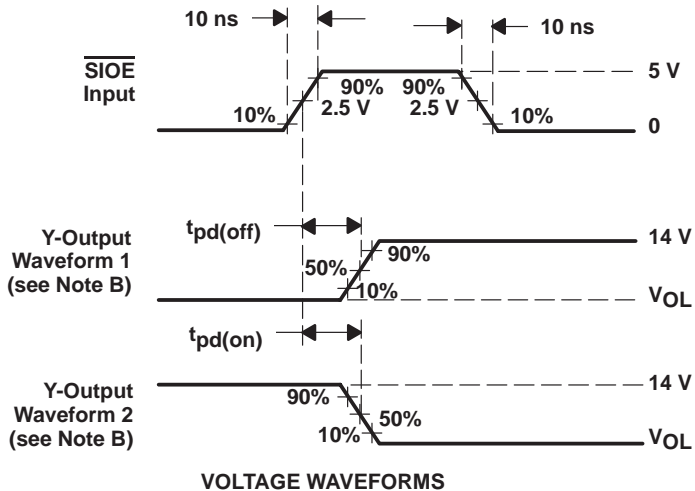 10 ns
10 ns
SIOE
Input
5 V
90%
90%
2.5 V
2.5 V
10%
10%
0
tpd(off)
Y-Output
Waveform 1
(see Note B)
14 V
90%
50%
10%
VOL
tpd(on)
Y-Output
Waveform 2
(see Note B)
14 V
90%
50%
10%
VOL
VOLTAGE WAVEFORMS